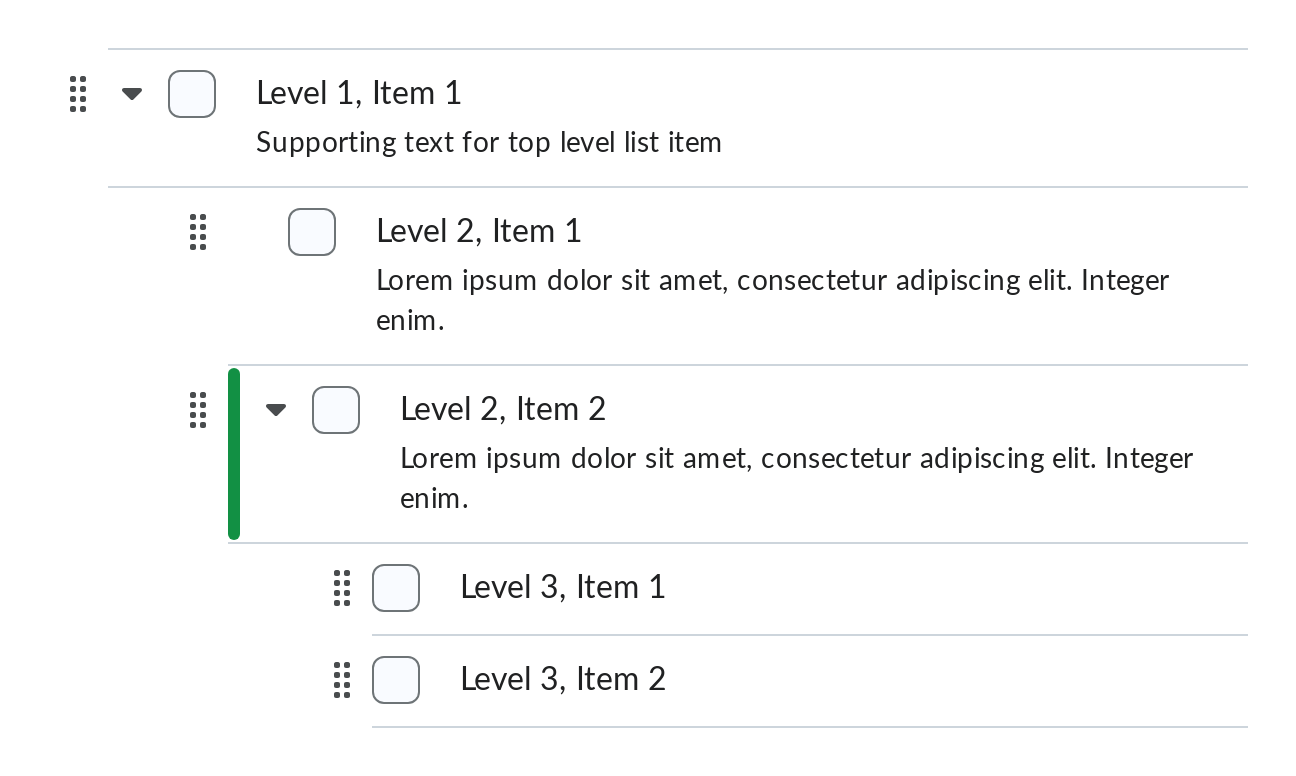 Level 1, Item 1
Supporting text for top level list item
Level 2, Item 1
Lorem ipsum dolor sit amet, consectetur adipiscing elit. Integer
enim.
Level 2, Item 2
Lorem ipsum dolor sit amet, consectetur adipiscing elit. Integer
enim.
Level 3, Item 1
Level 3, Item 2